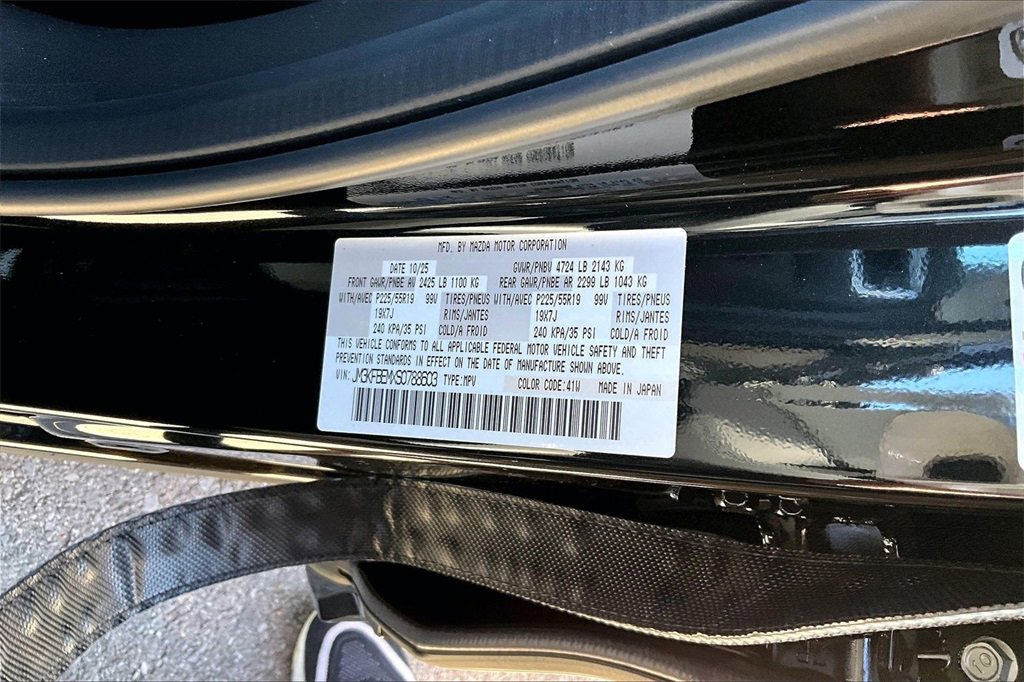 MFD. BY MAZDA MOTOR CORPORATION
DATE 10/25 GVWR/PNBV 4724 LB 2143 KG
FRONT GAWR/PNBE AV 2425 LB 1100 KG REAR GAWR/PNBE AR 2299 LB 1043 KG
WITH/AVEC P225/55R19 99V TIRES/PNEUS WITH/AVEC P225/55R19 99V TIRES/PNEUS
19X7J RIMS/JANTES 19X7J RIMS/JANTES
240 KPA/35 PSI COLD/A FROID 240 KPA/35 PSI COLD/A FROID
THIS VEHICLE CONFORMS TO ALL APPLICABLE FEDERAL MOTOR VEHICLE SAFETY AND THEFT
PREVENTION STANDARDS IN EFFECT ON THE DATE OF MANUFACTURE SHOWN ABOVE.
VIN: JM3KFBEMXS0788603 TYPE:MPV COLOR CODE:41W MADE IN JAPAN
10